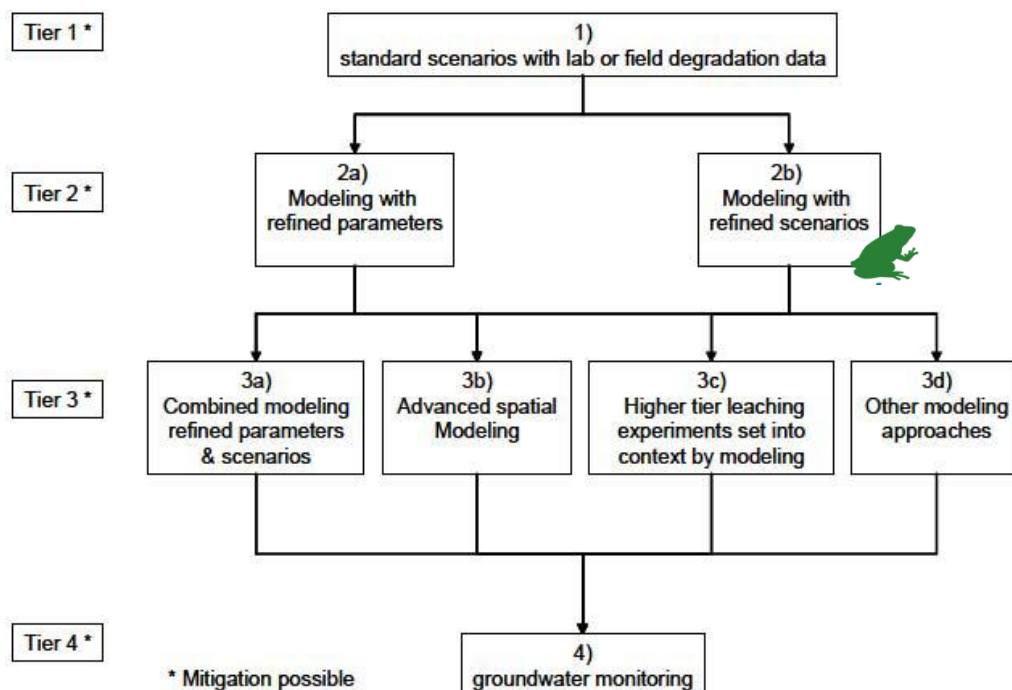 Tier 1 *
1)
standard scenarios with lab or field degradation data
Tier 2 *
2a)
Modeling with
refined parameters
2b)
Modeling with
refined scenarios
Tier 3 *
3a)
Combined modeling
refined parameters
& scenarios
3b)
Advanced spatial
Modeling
3c)
Higher tier leaching
experiments set into
context by modeling
3d)
Other modeling
approaches
Tier 4 *
* Mitigation possible
4)
groundwater monitoring